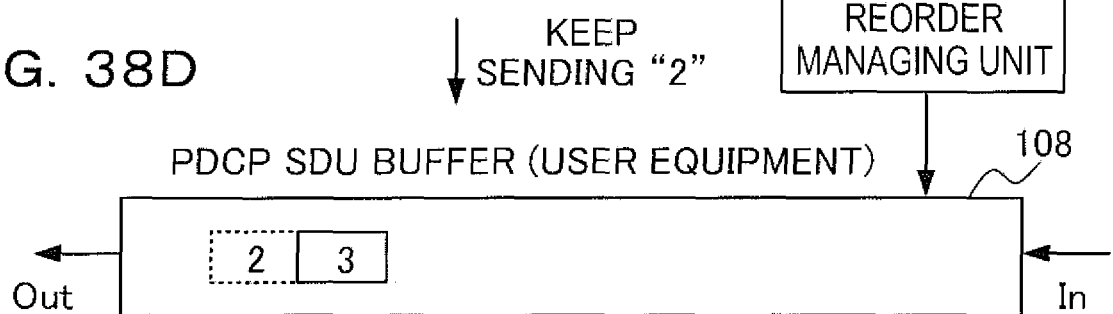 REORDER
MANAGING UNIT
KEEP
SENDING “2”
G. 38D
PDCP SDU BUFFER (USER EQUIPMENT)
108
2 3
Out
In